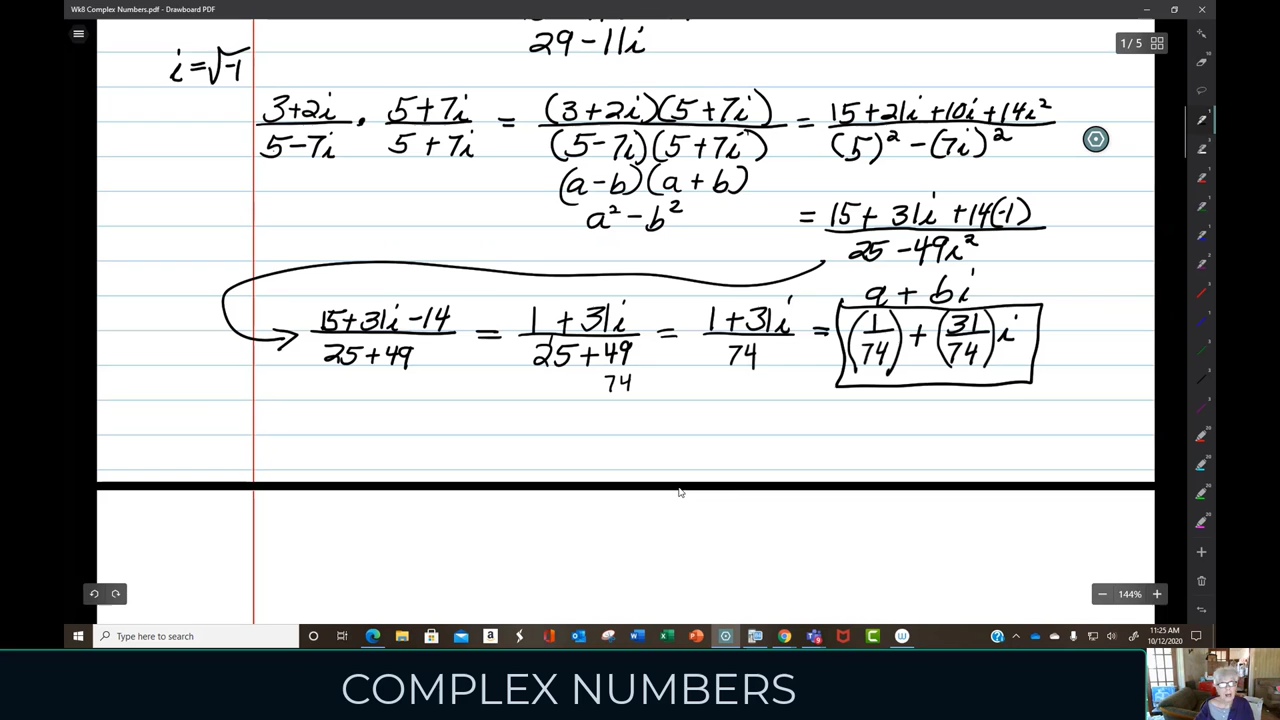 Wk8 Complex Numbers.pdf - Drawboard PDF
1 / 5
29 - 11i
i = √-1
3+2i / 5-7i · 5+7i / 5+7i = (3+2i)(5+7i) / (5-7i)(5+7i) = 15+21i+10i+14i² / (5)² - (7i)²
(a-b)(a+b)
a² - b²
= 15 + 31i + 14(-1) / 25 - 49i²
a + bi
15+31i-14 / 25+49 = 1+31i / 25+49 = 1+31i / 74 = (1/74) + (31/74)i
74
144%
Type here to search
11:25 AM
10/12/2020
COMPLEX NUMBERS